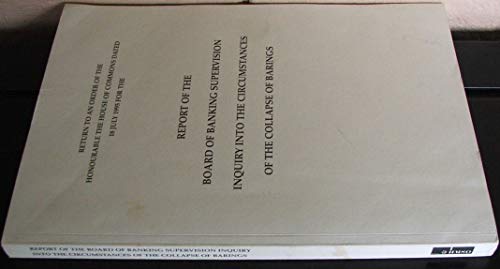 RETURN TO AN ORDER OF THE
HONOURABLE THE HOUSE OF COMMONS DATED
18 JULY 1995 FOR THE
REPORT OF THE
BOARD OF BANKING SUPERVISION
INQUIRY INTO THE CIRCUMSTANCES
OF THE COLLAPSE OF BARINGS
REPORT OF THE BOARD OF BANKING SUPERVISION INQUIRY
INTO THE CIRCUMSTANCES OF THE COLLAPSE OF BARINGS